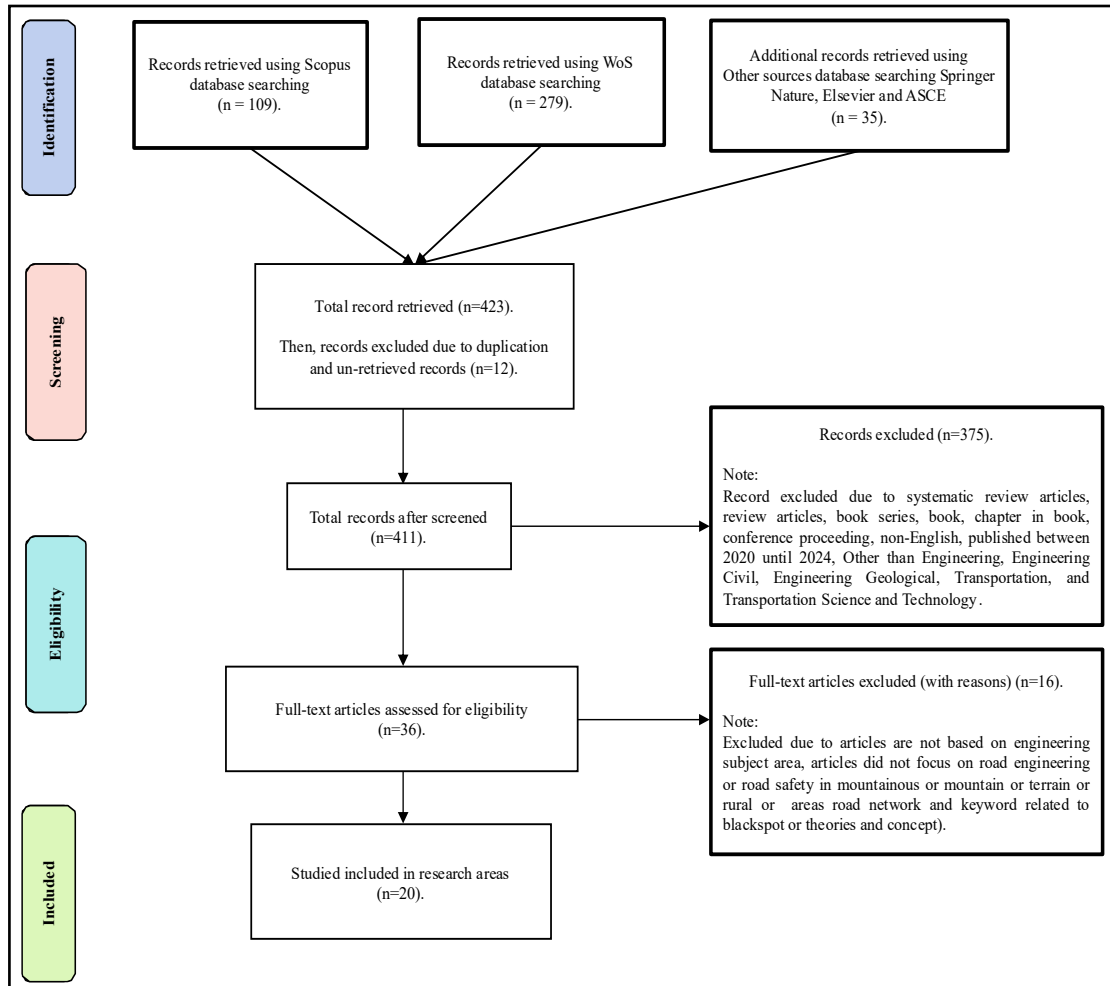 Identification
Records retrieved using Scopus
database searching
(n = 109).
Records retrieved using WoS
database searching
(n = 279).
Additional records retrieved using
Other sources database searching Springer
Nature, Elsevier and ASCE
(n = 35).
Screening
Total record retrieved (n=423).
Then, records excluded due to duplication
and un-retrieved records (n=12).
Total records after screened
(n=411).
Records excluded (n=375).
Note:
Record excluded due to systematic review articles,
review articles, book series, book, chapter in book,
conference proceeding, non-English, published between
2020 until 2024, Other than Engineering, Engineering
Civil, Engineering Geological, Transportation, and
Transportation Science and Technology.
Eligibility
Full-text articles assessed for eligibility
(n=36).
Full-text articles excluded (with reasons) (n=16).
Note:
Excluded due to articles are not based on engineering
subject area, articles did not focus on road engineering
or road safety in mountainous or mountain or terrain or
rural or areas road network and keyword related to
blackspot or theories and concept).
Included
Studied included in research areas
(n=20).